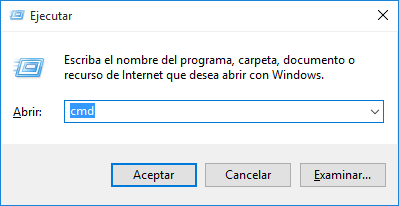 Ejecutar
Escriba el nombre del programa, carpeta, documento o
recurso de Internet que desea abrir con Windows.
Abrir: cmd
Aceptar Cancelar Examinar...